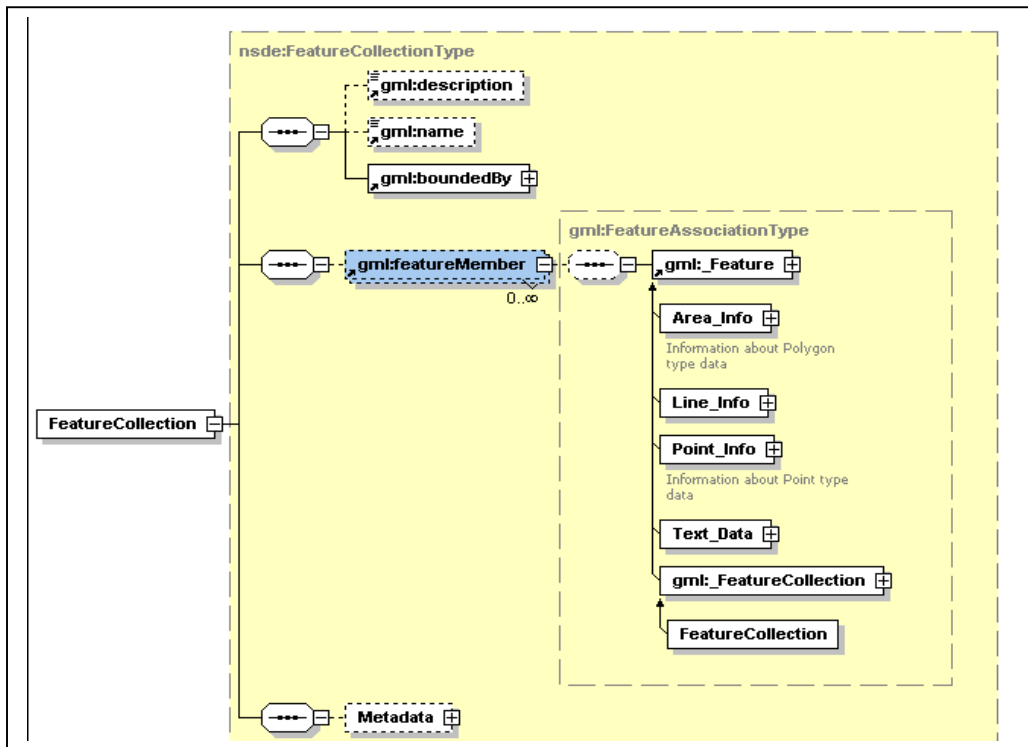 nsde:FeatureCollectionType
gml:description
gml:name
gml:boundedBy
gml:FeatureAssociationType
gml:featureMember
gml:_Feature
0..∞
Area_Info
Information about Polygon
type data
Line_Info
FeatureCollection
Point_Info
Information about Point type
data
Text_Data
gml:_FeatureCollection
FeatureCollection
Metadata